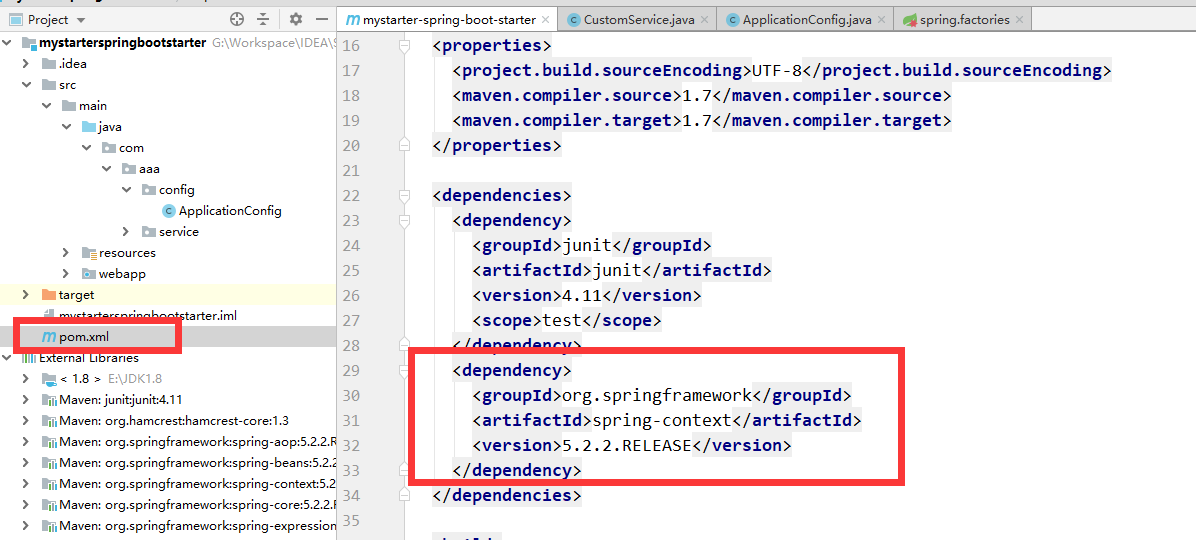 Project
mystarterspringbootstarter G:\Workspace\IDEA\S
.idea
src
main
java
com
aaa
config
ApplicationConfig
service
resources
webapp
target
mystarterspringbootstarter.iml
pom.xml
External Libraries
< 1.8 > E:\JDK1.8
Maven: junit:junit:4.11
Maven: org.hamcrest:hamcrest-core:1.3
Maven: org.springframework:spring-aop:5.2.2.R
Maven: org.springframework:spring-beans:5.2.2
Maven: org.springframework:spring-context:5.2
Maven: org.springframework:spring-core:5.2.2.F
Maven: org.springframework:spring-expression
mystarter-spring-boot-starter
CustomService.java
ApplicationConfig.java
spring.factories
16 <properties>
17 <project.build.sourceEncoding>UTF-8</project.build.sourceEncoding>
18 <maven.compiler.source>1.7</maven.compiler.source>
19 <maven.compiler.target>1.7</maven.compiler.target>
20 </properties>
21
22 <dependencies>
23 <dependency>
24 <groupId>junit</groupId>
25 <artifactId>junit</artifactId>
26 <version>4.11</version>
27 <scope>test</scope>
28 </dependency>
29 <dependency>
30 <groupId>org.springframework</groupId>
31 <artifactId>spring-context</artifactId>
32 <version>5.2.2.RELEASE</version>
33 </dependency>
34 </dependencies>
35